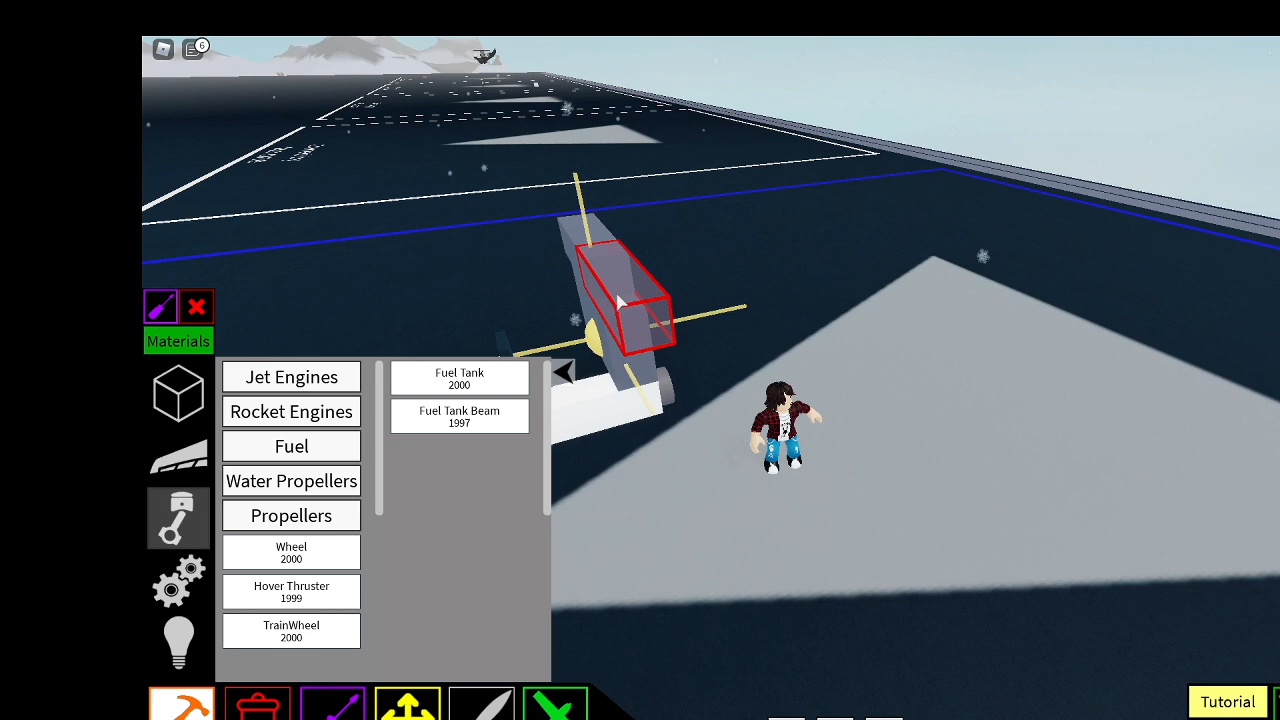 6
Materials
Jet Engines
Rocket Engines
Fuel
Water Propellers
Propellers
Wheel
2000
Hover Thruster
1999
TrainWheel
2000
Fuel Tank
2000
Fuel Tank Beam
1997
Tutorial